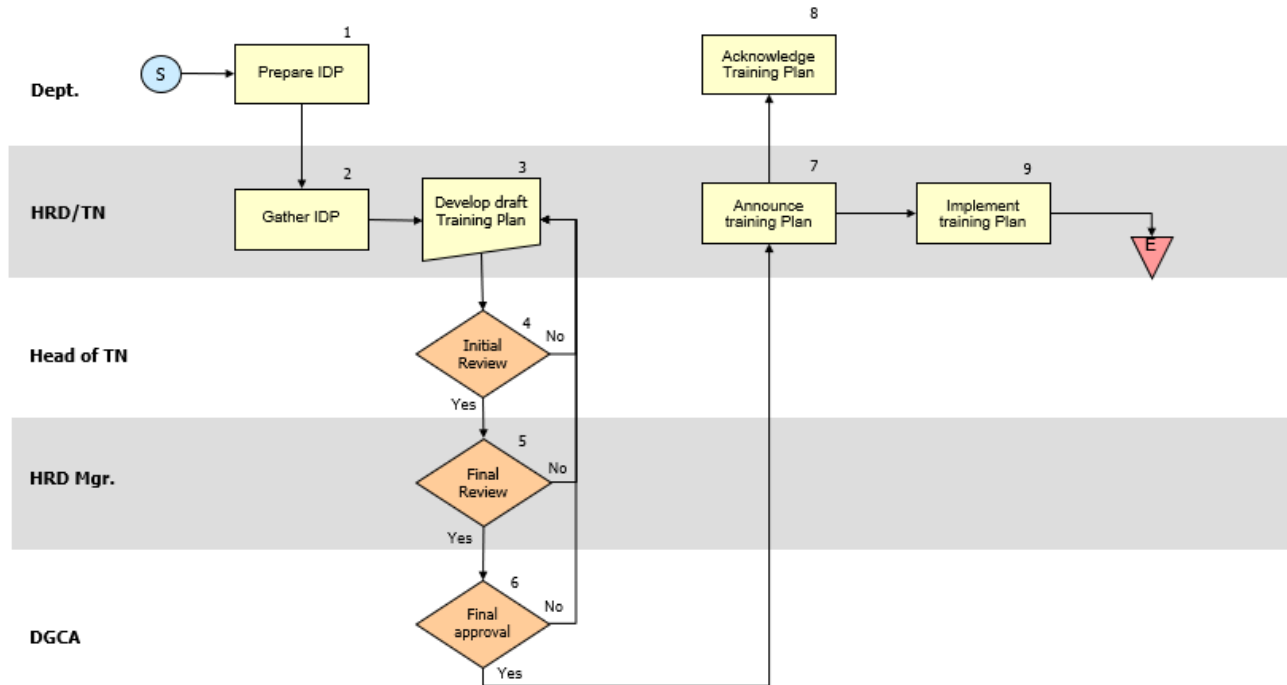 1
8
S
Prepare IDP
Acknowledge
Training Plan
Dept.
2
3
7
9
HRD/TN
Gather IDP
Develop draft
Training Plan
Announce
training Plan
Implement
training Plan
E
4
No
Head of TN
Initial
Review
Yes
5
No
HRD Mgr.
Final
Review
Yes
6
No
DGCA
Final
approval
Yes